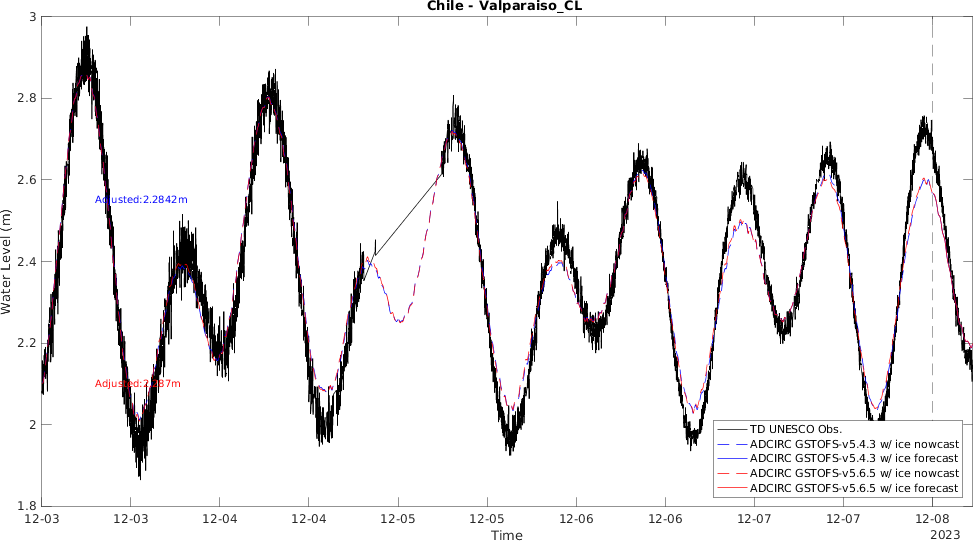 Chile - Valparaiso_CL
Water Level (m)
3
2.8
2.6
2.4
2.2
2
1.8
Adjusted:2.2842m
TD UNESCO Obs.
ADCIRC GSTOFS-v5.4.3 w/ ice nowcast
ADCIRC GSTOFS-v5.4.3 w/ ice forecast
ADCIRC GSTOFS-v5.6.5 w/ ice nowcast
ADCIRC GSTOFS-v5.6.5 w/ ice forecast
12-03 12-03 12-04 12-04 12-05 12-05 12-06 12-06 12-07 12-07 12-08
Time
2023